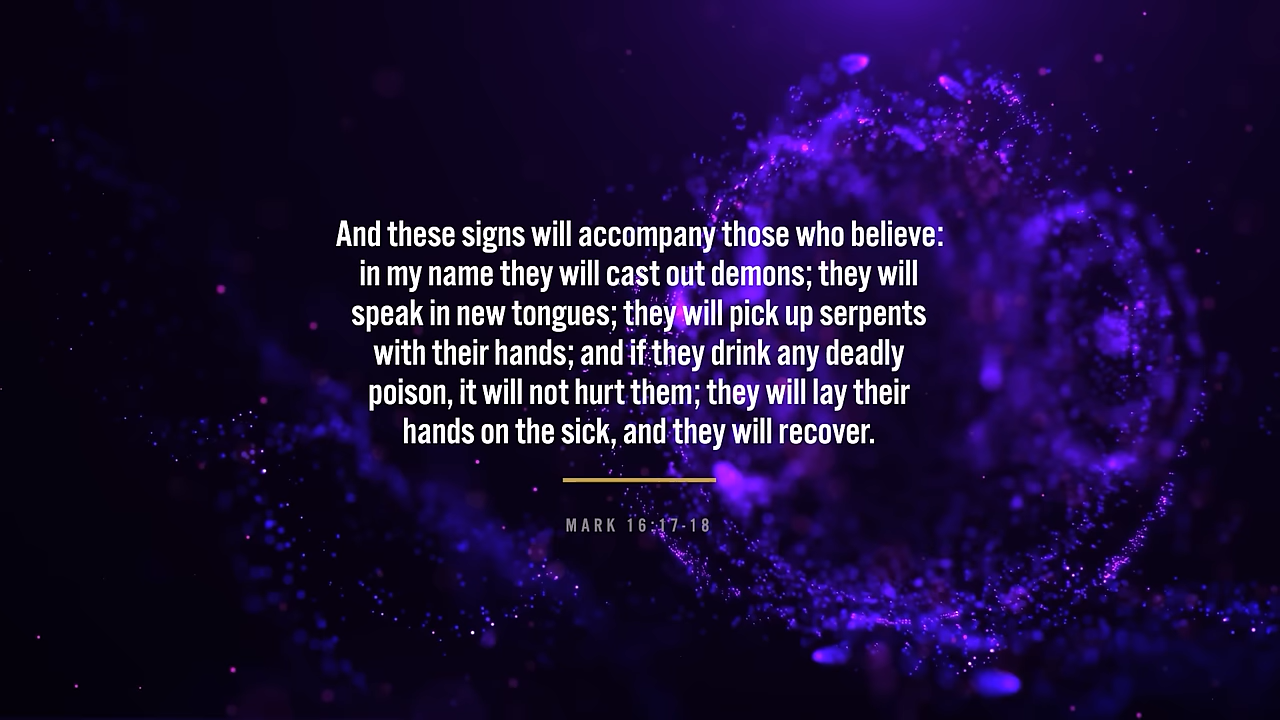 And these signs will accompany those who believe:
in my name they will cast out demons; they will
speak in new tongues; they will pick up serpents
with their hands; and if they drink any deadly
poison, it will not hurt them; they will lay their
hands on the sick, and they will recover.
MARK 16:17-18